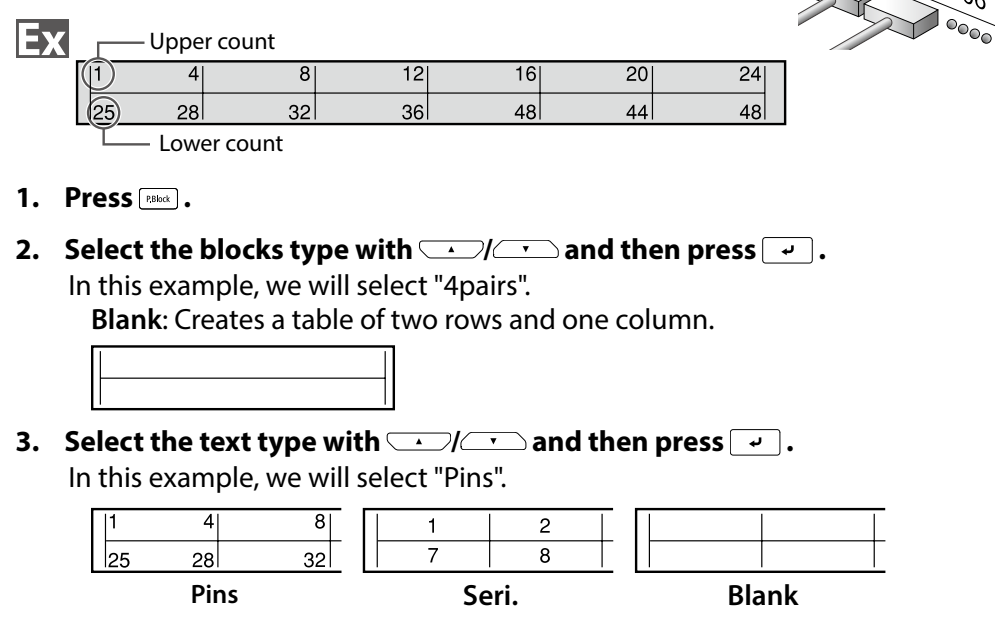 Ex
Upper count
1 4 8 12 16 20 24
25 28 32 36 48 44 48
Lower count
1. Press P.Block .
2. Select the blocks type with / and then press .
In this example, we will select "4pairs".
Blank: Creates a table of two rows and one column.
3. Select the text type with / and then press .
In this example, we will select "Pins".
1 4 8
25 28 32
1 2
7 8
Pins Seri. Blank